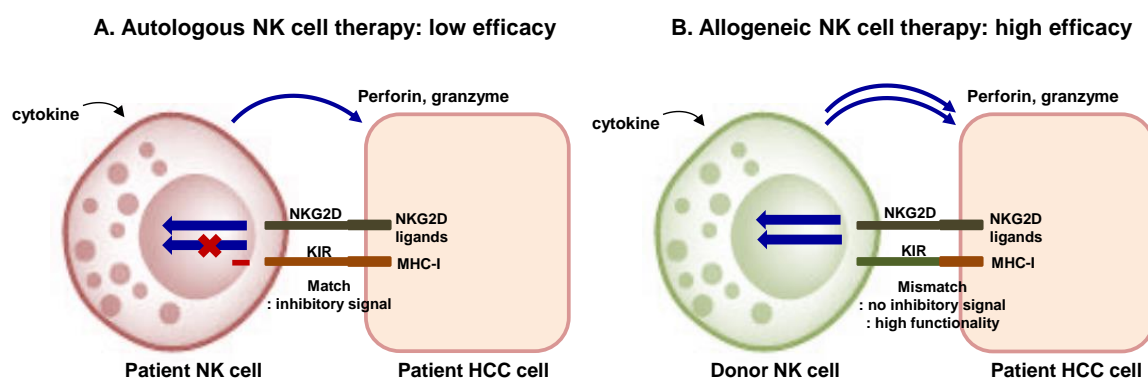 A. Autologous NK cell therapy: low efficacy
cytokine
Perforin, granzyme
NKG2D
NKG2D
ligands
KIR
MHC-I
Match
: inhibitory signal
Patient NK cell
Patient HCC cell
B. Allogeneic NK cell therapy: high efficacy
cytokine
Perforin, granzyme
NKG2D
NKG2D
ligands
KIR
MHC-I
Mismatch
: no inhibitory signal
: high functionality
Donor NK cell
Patient HCC cell